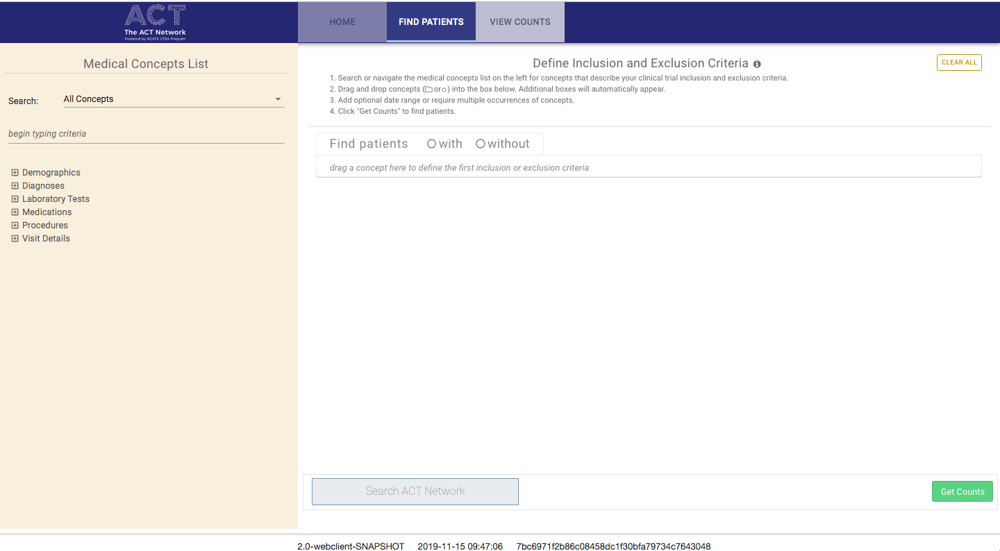 ACT
The ACT Network
Powered by NCATS CTSA Program
HOME
FIND PATIENTS
VIEW COUNTS
Medical Concepts List
Search:
All Concepts
begin typing criteria
Demographics
Diagnoses
Laboratory Tests
Medications
Procedures
Visit Details
Define Inclusion and Exclusion Criteria
CLEAR ALL
1. Search or navigate the medical concepts list on the left for concepts that describe your clinical trial inclusion and exclusion criteria.
2. Drag and drop concepts ( or ) into the box below. Additional boxes will automatically appear.
3. Add optional date range or require multiple occurrences of concepts.
4. Click "Get Counts" to find patients.
Find patients with without
drag a concept here to define the first inclusion or exclusion criteria
Search ACT Network
Get Counts
2.0-webclient-SNAPSHOT 2019-11-15 09:47:06 7bc6971f2b86c08458dc1f30bfa79734c7643048